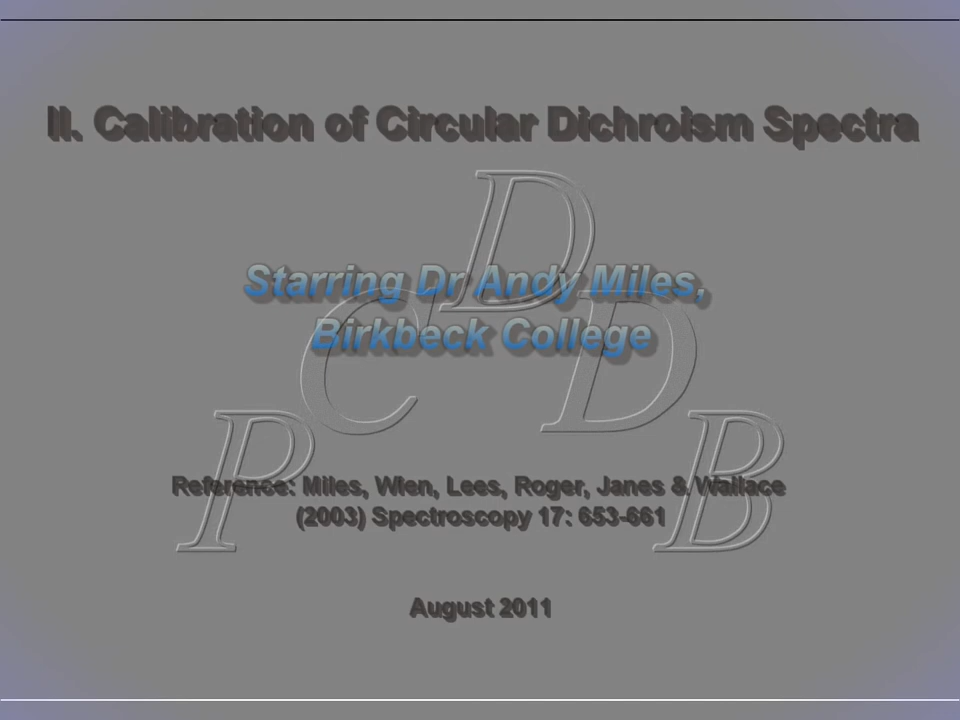 II. Calibration of Circular Dichroism Spectra
Starring Dr Andy Miles,
Birkbeck College
PCDDB
Reference: Miles, Wien, Lees, Roger, Janes & Wallace
(2003) Spectroscopy 17: 653-661
August 2011